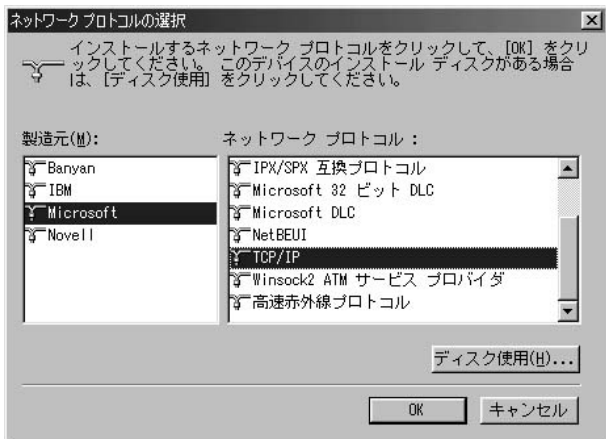 ネットワーク プロトコルの選択
インストールするネットワーク プロトコルをクリックして、[OK] をクリ
ックしてください。 このデバイスのインストール ディスクがある場合
は、[ディスク使用] をクリックしてください。
製造元(M):
Banyan
IBM
Microsoft
Novell
ネットワーク プロトコル :
IPX/SPX 互換プロトコル
Microsoft 32 ビット DLC
Microsoft DLC
NetBEUI
TCP/IP
Winsock2 ATM サービス プロバイダ
高速赤外線プロトコル
ディスク使用(H)...
OK
キャンセル